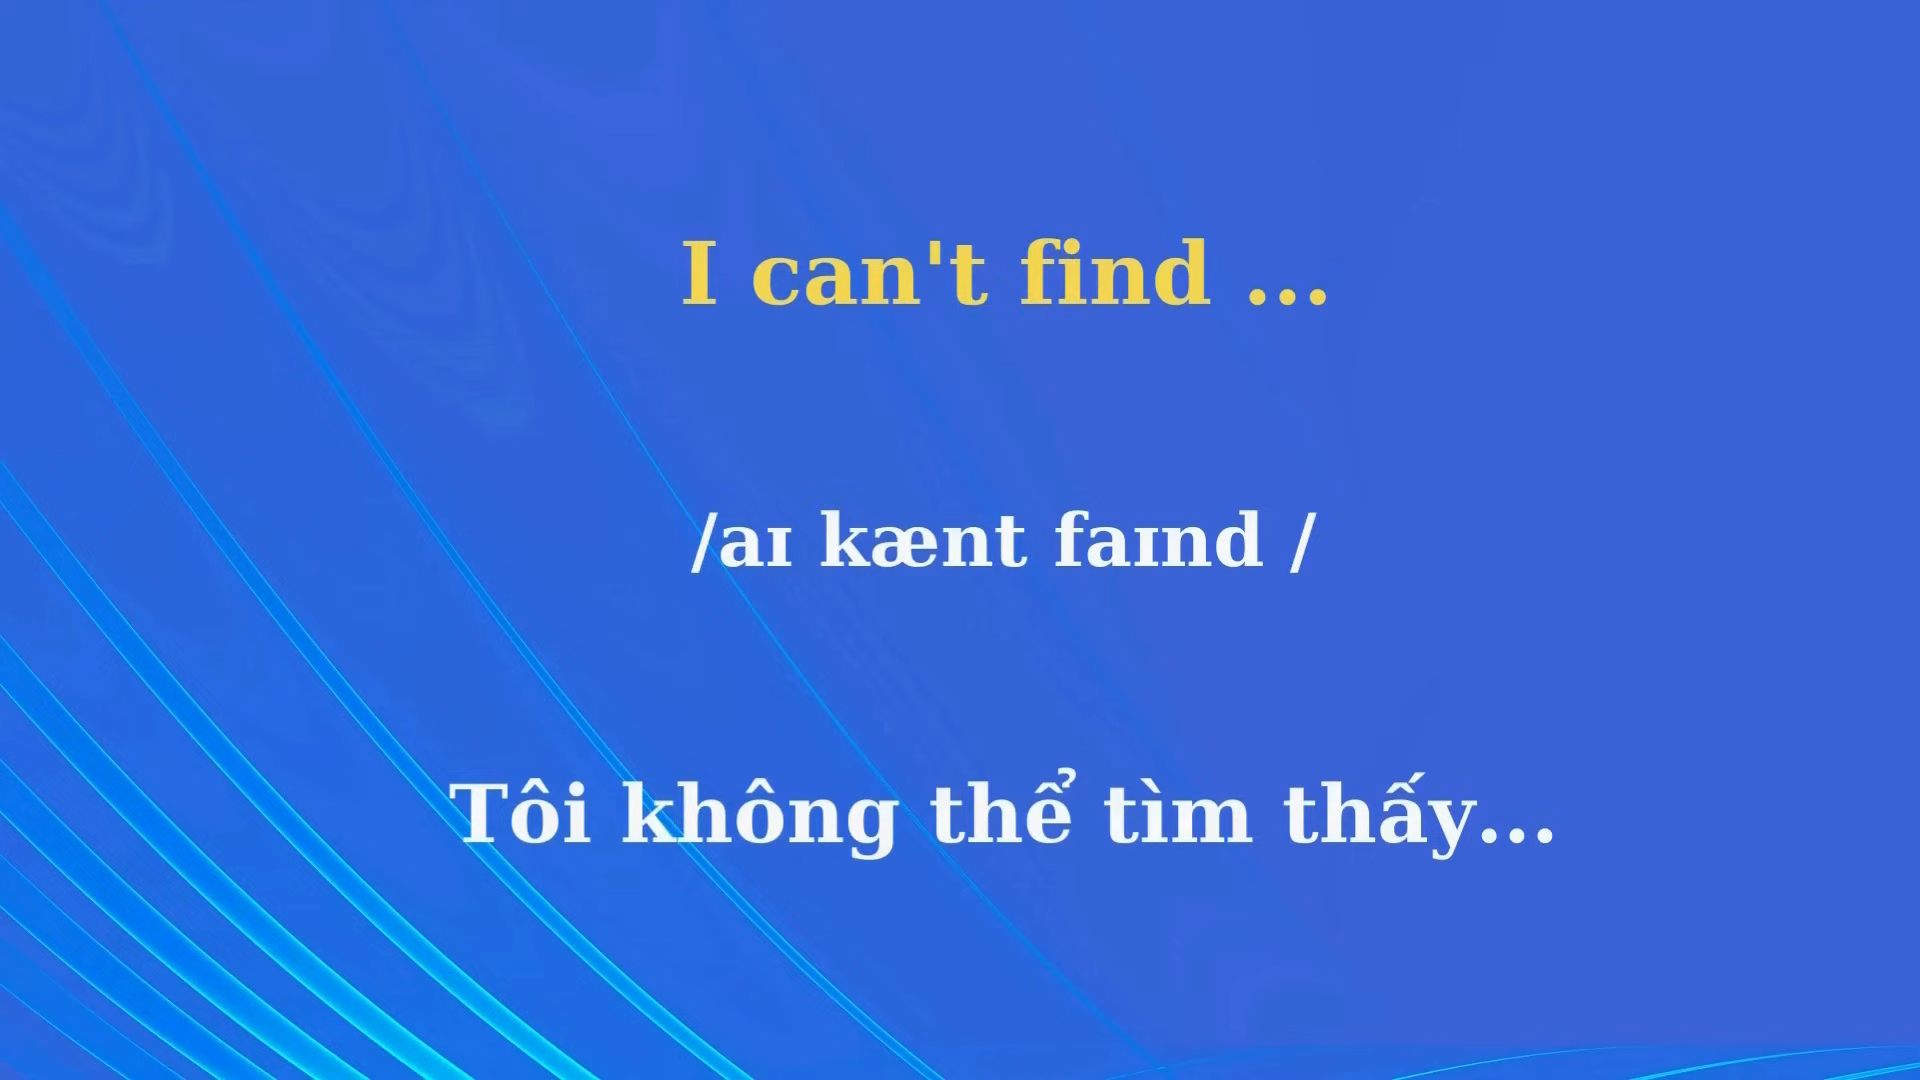 I can't find ...
/aɪ kænt faɪnd /
Tôi không thể tìm thấy...